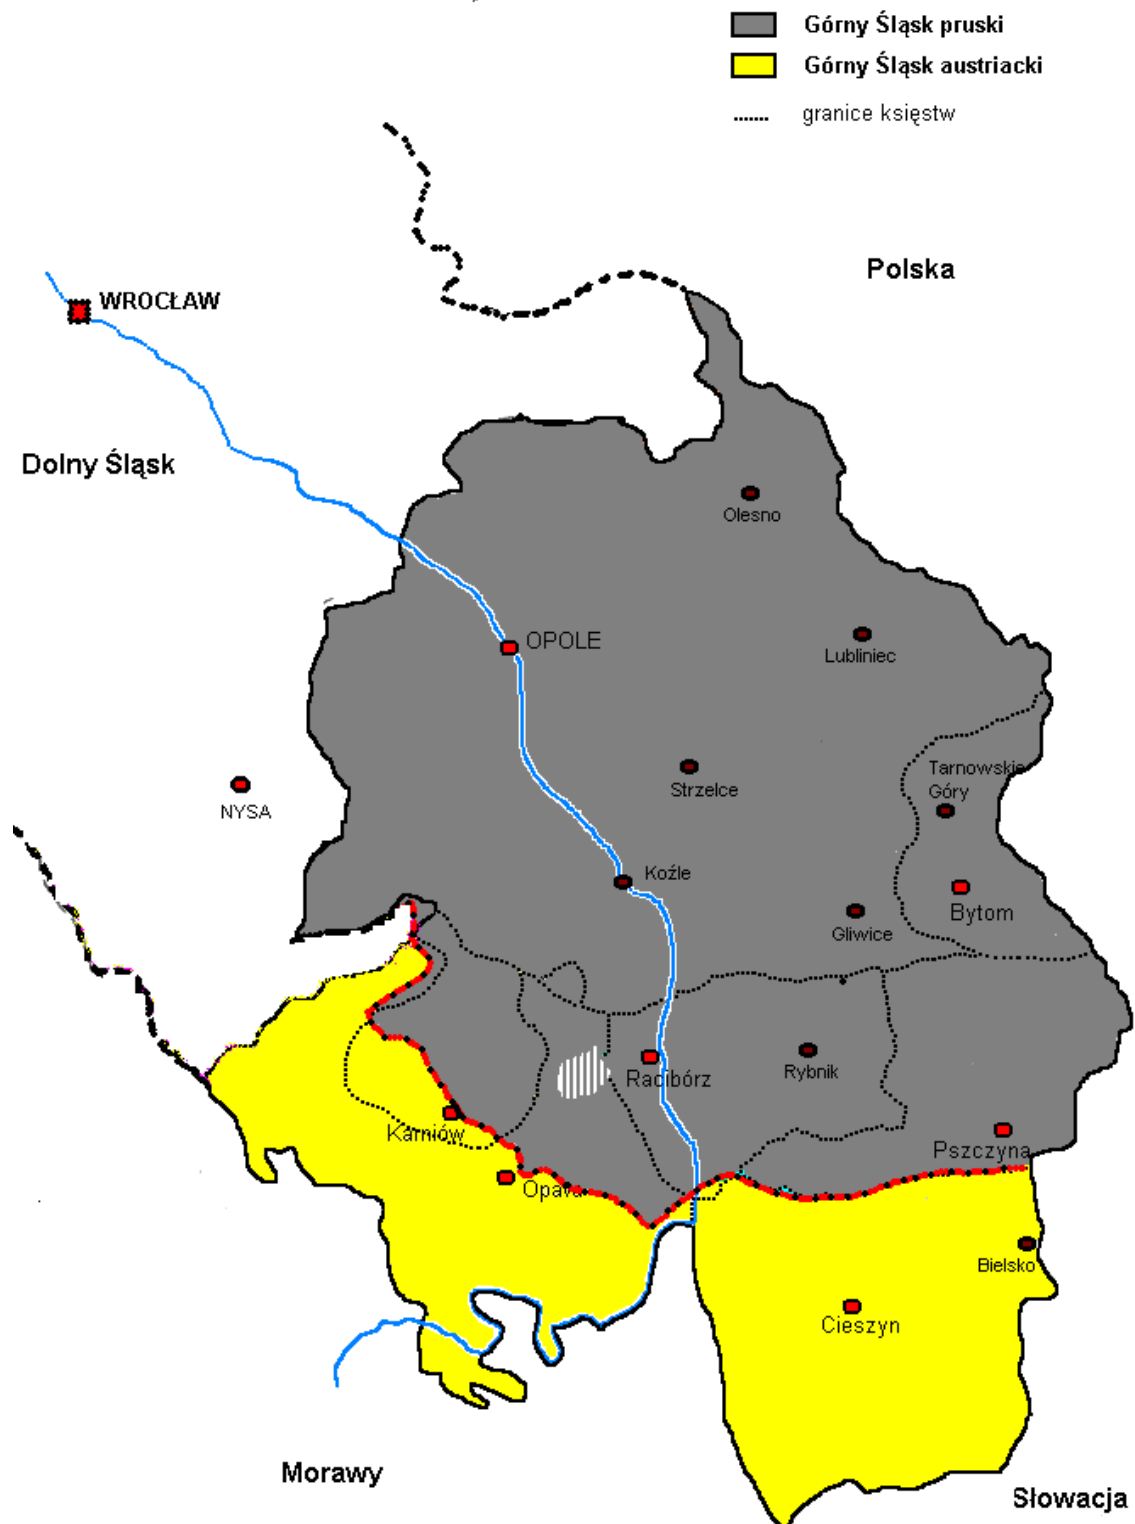 Górny Śląsk pruski
Górny Śląsk austriacki
granice księstw
Polska
WROCŁAW
Dolny Śląsk
Olesno
OPOLE
Lubliniec
Tarnowskie
Góry
Strzelce
NYSA
Koźle
Bytom
Gliwice
Racibórz
Rybnik
Karniów
Pszczyna
Opava
Bielsko
Cieszyn
Morawy
Słowacja